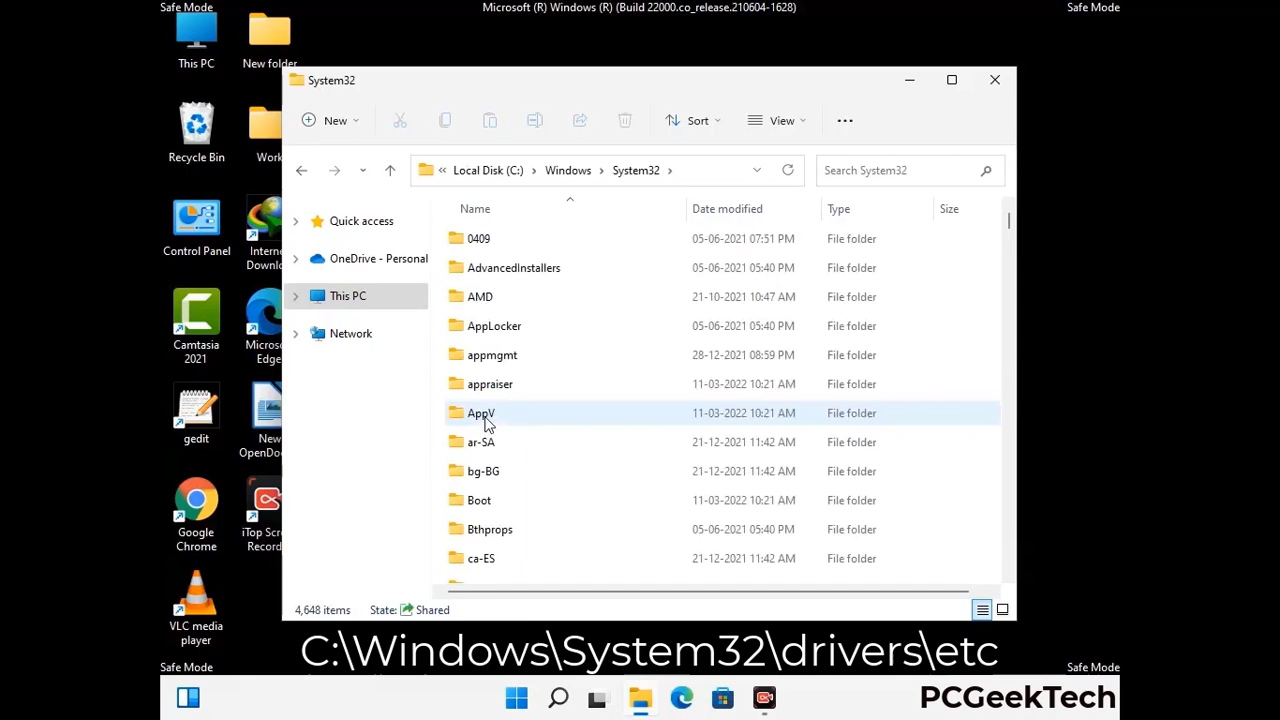 Safe Mode
Microsoft (R) Windows (R) (Build 22000.co_release.210604-1628)
Safe Mode
This PC
New folder
Recycle Bin
Work
Control Panel
Internet
Downlo
Camtasia
2021
Micros
Edge
gedit
New
OpenDo
Google
Chrome
iTop Scre
Record
VLC media
player
System32
New
Sort
View
Local Disk (C:) > Windows > System32 >
Search System32
Quick access
OneDrive - Personal
This PC
Network
Name Date modified Type Size
0409 05-06-2021 07:51 PM File folder
AdvancedInstallers 05-06-2021 05:40 PM File folder
AMD 21-10-2021 10:47 AM File folder
AppLocker 05-06-2021 05:40 PM File folder
appmgmt 28-12-2021 08:59 PM File folder
appraiser 11-03-2022 10:21 AM File folder
AppV 11-03-2022 10:21 AM File folder
ar-SA 21-12-2021 11:42 AM File folder
bg-BG 21-12-2021 11:42 AM File folder
Boot 11-03-2022 10:21 AM File folder
Bthprops 05-06-2021 05:40 PM File folder
ca-ES 21-12-2021 11:42 AM File folder
4,648 items State: Shared
C:\Windows\System32\drivers\etc
Safe Mode
Safe Mode
PCGeekTech